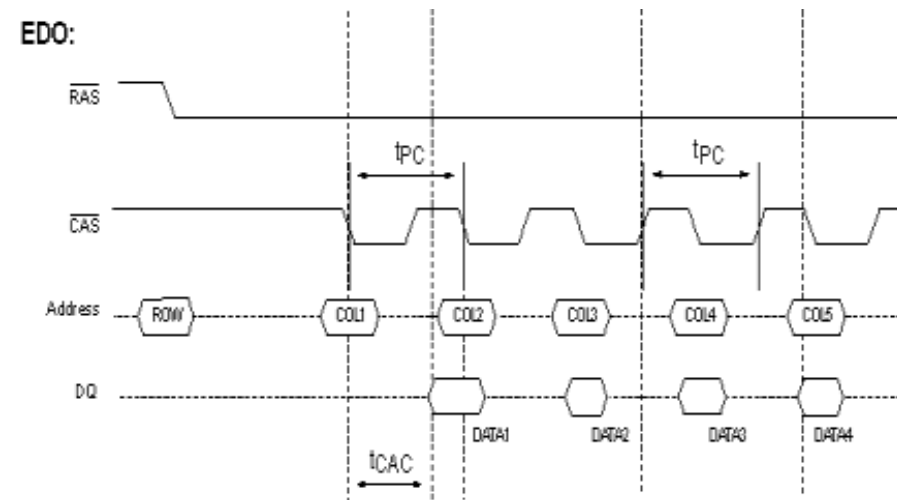 EDO:
RAS
tPC tPC
CAS
Address ROW COL1 COL2 COL3 COL4 COL5
DQ
DATA1 DATA2 DATA3 DATA4
tCAC